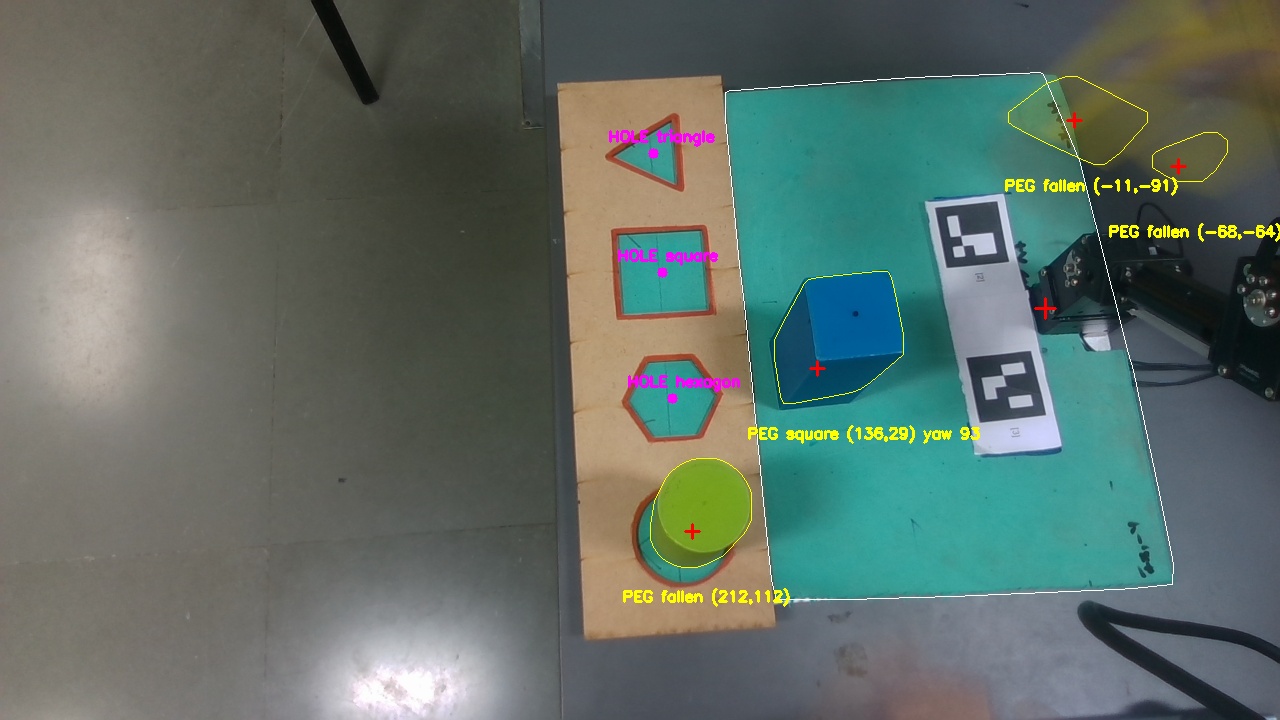 HOLE triangle
PEG fallen (-11,-91)
PEG fallen (-68,-64)
HOLE square
HOLE hexagon
PEG square (136,29) yaw 93
PEG fallen (212,112)